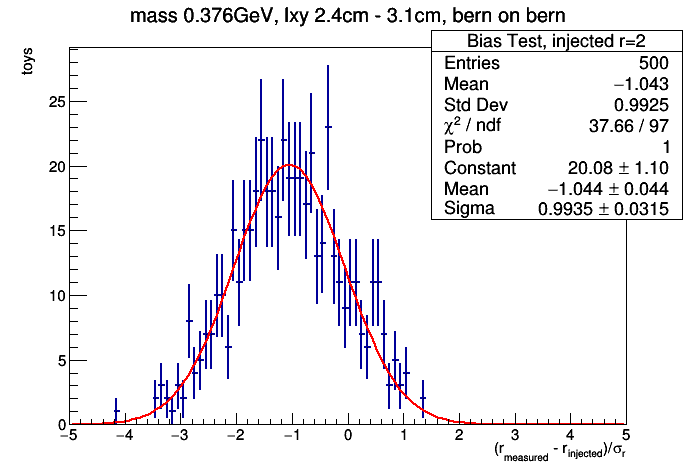 mass 0.376GeV, lxy 2.4cm - 3.1cm, bern on bern
Bias Test, injected r=2
Entries 500
Mean −1.043
Std Dev 0.9925
χ² / ndf 37.66 / 97
Prob 1
Constant 20.08 ± 1.10
Mean −1.044 ± 0.044
Sigma 0.9935 ± 0.0315
toys
25
20
15
10
5
0
−5 −4 −3 −2 −1 0 1 2 3 4 5
(r_measured - r_injected)/σ_r